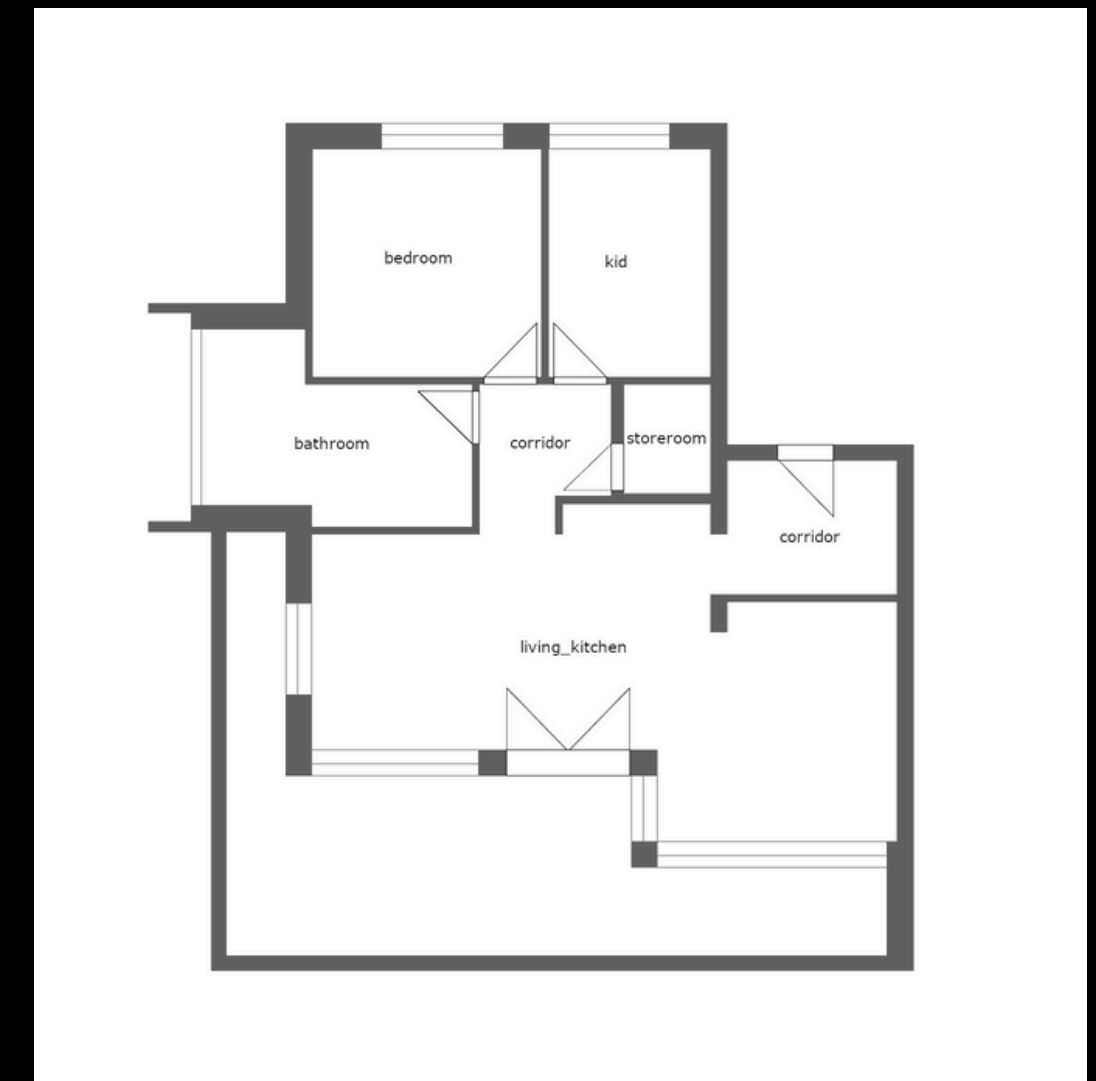 bedroom
kid
bathroom
corridor
storeroom
corridor
living_kitchen